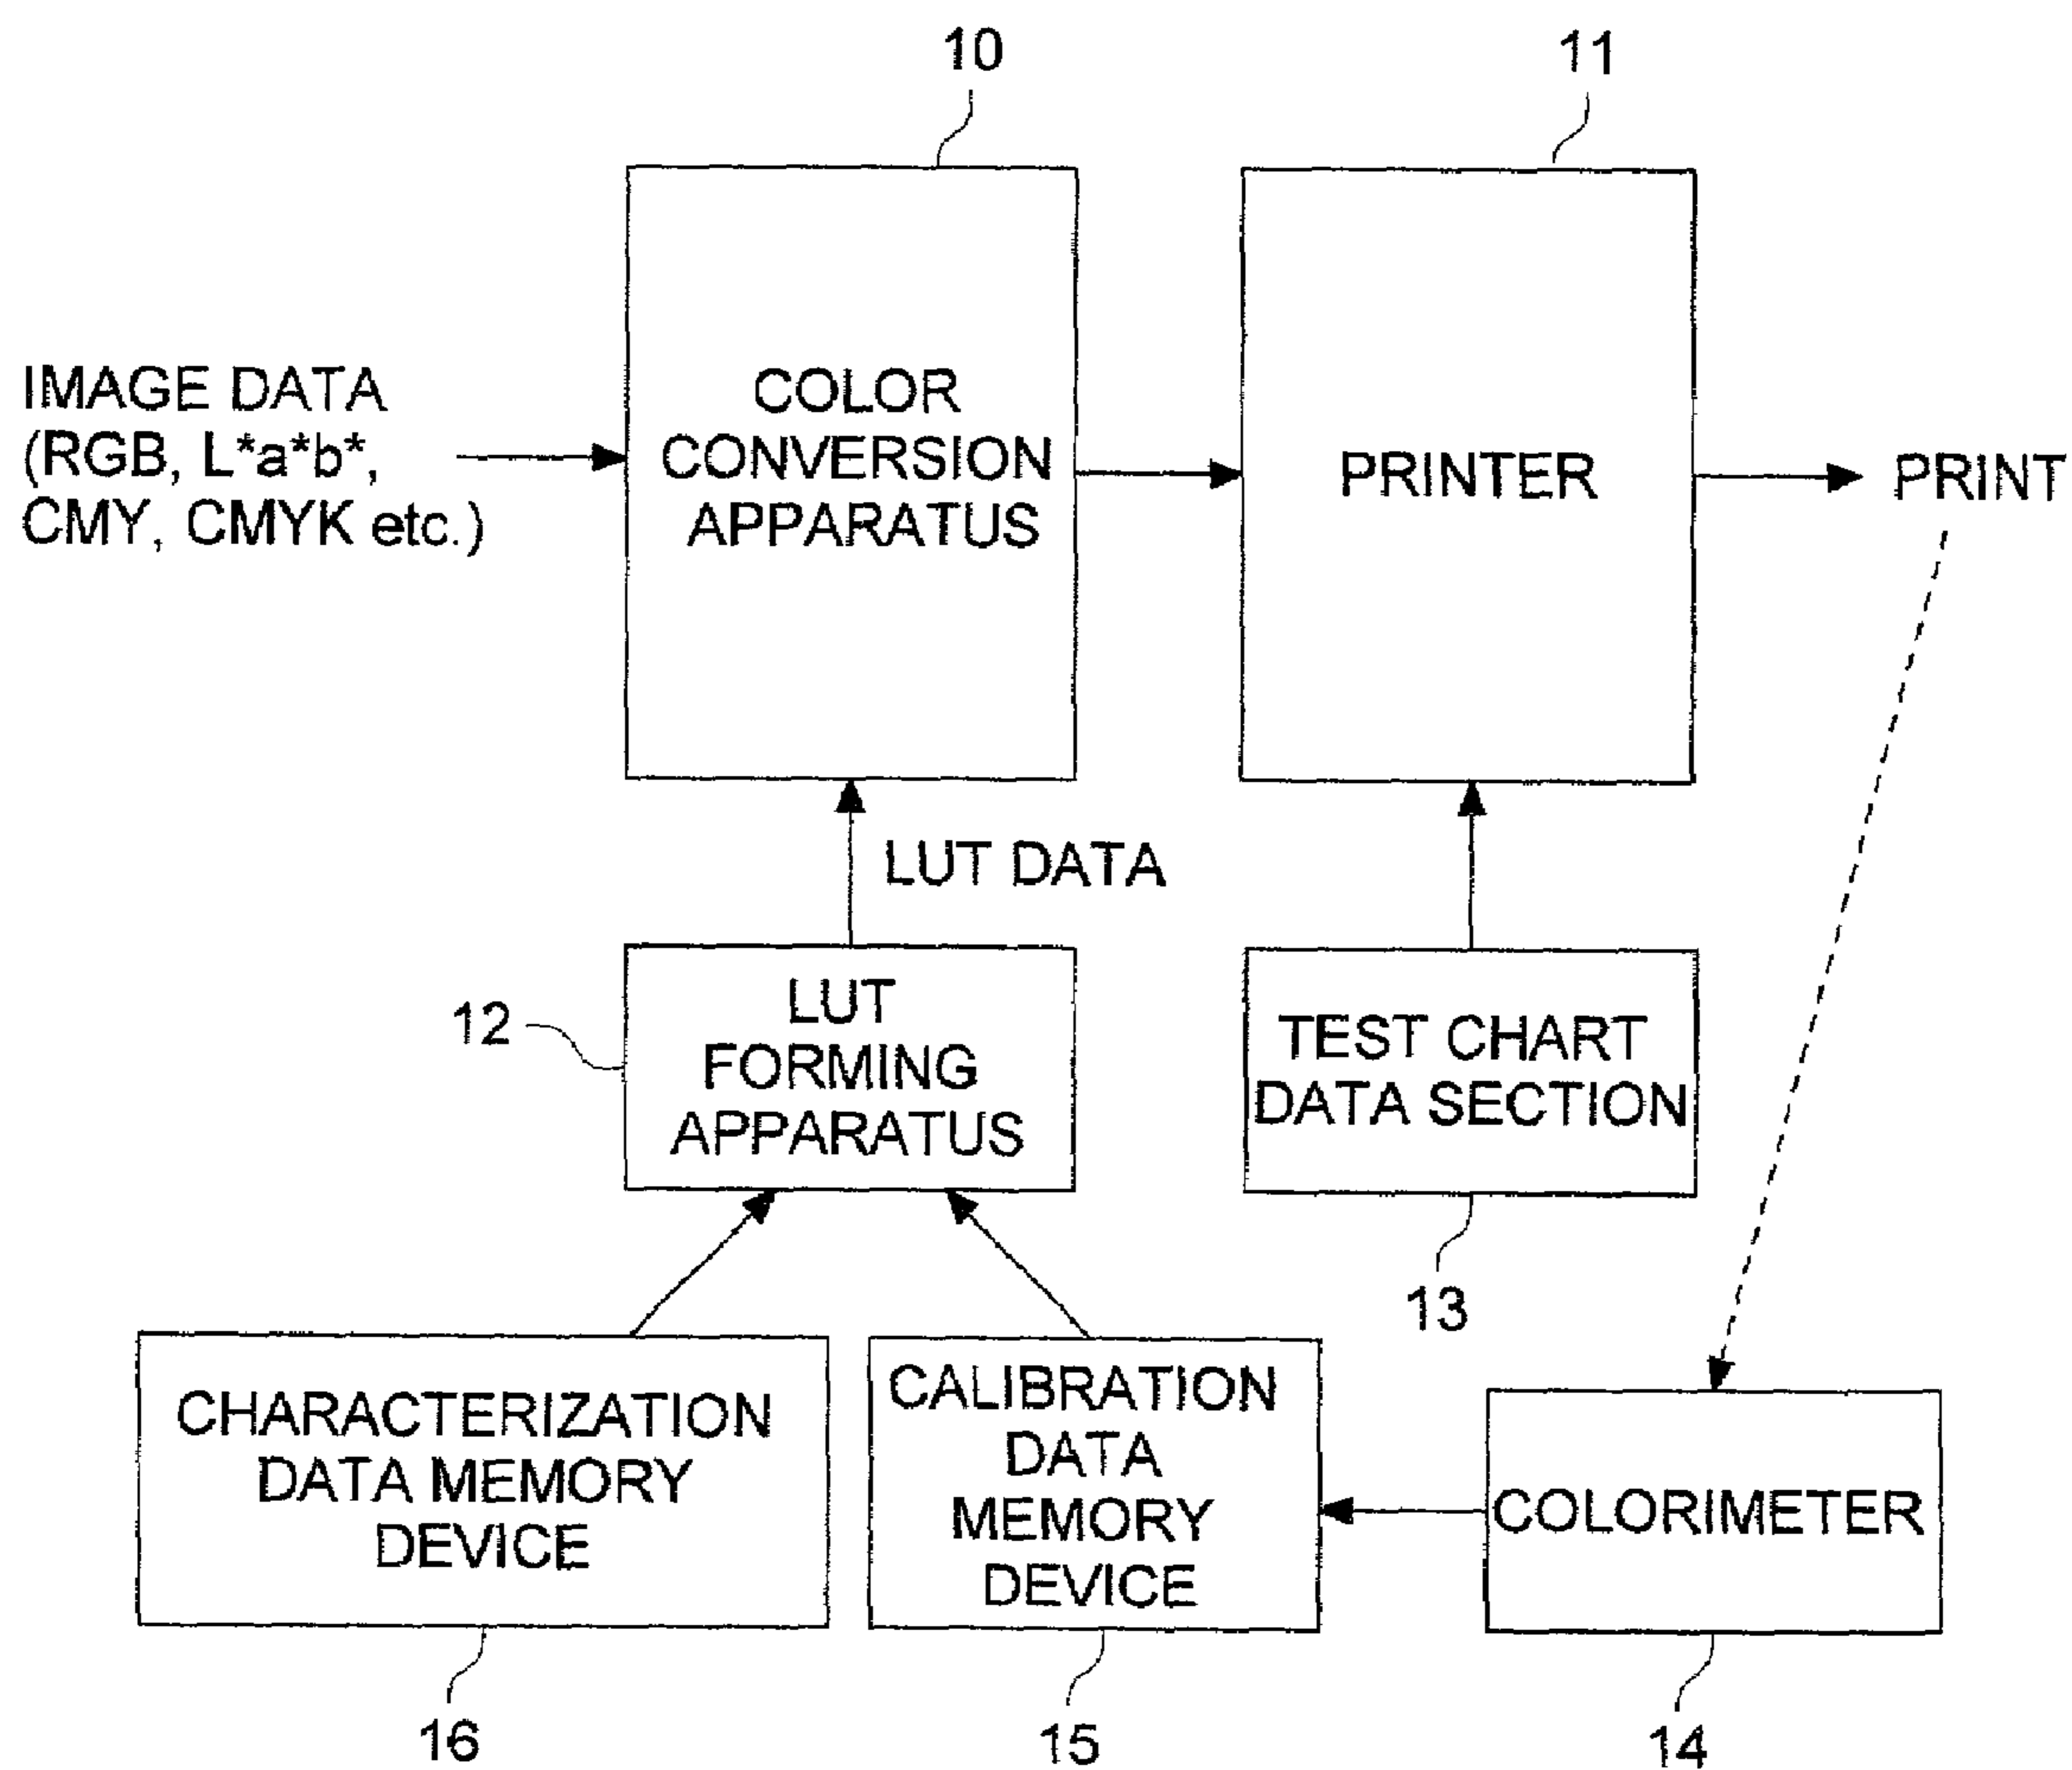 10
11
IMAGE DATA
(RGB, L*a*b*,
CMY, CMYK etc.)
COLOR
CONVERSION
APPARATUS
PRINTER
PRINT
LUT DATA
12
LUT
FORMING
APPARATUS
TEST CHART
DATA SECTION
13
CHARACTERIZATION
DATA MEMORY
DEVICE
CALIBRATION
DATA
MEMORY
DEVICE
COLORIMETER
16
15
14